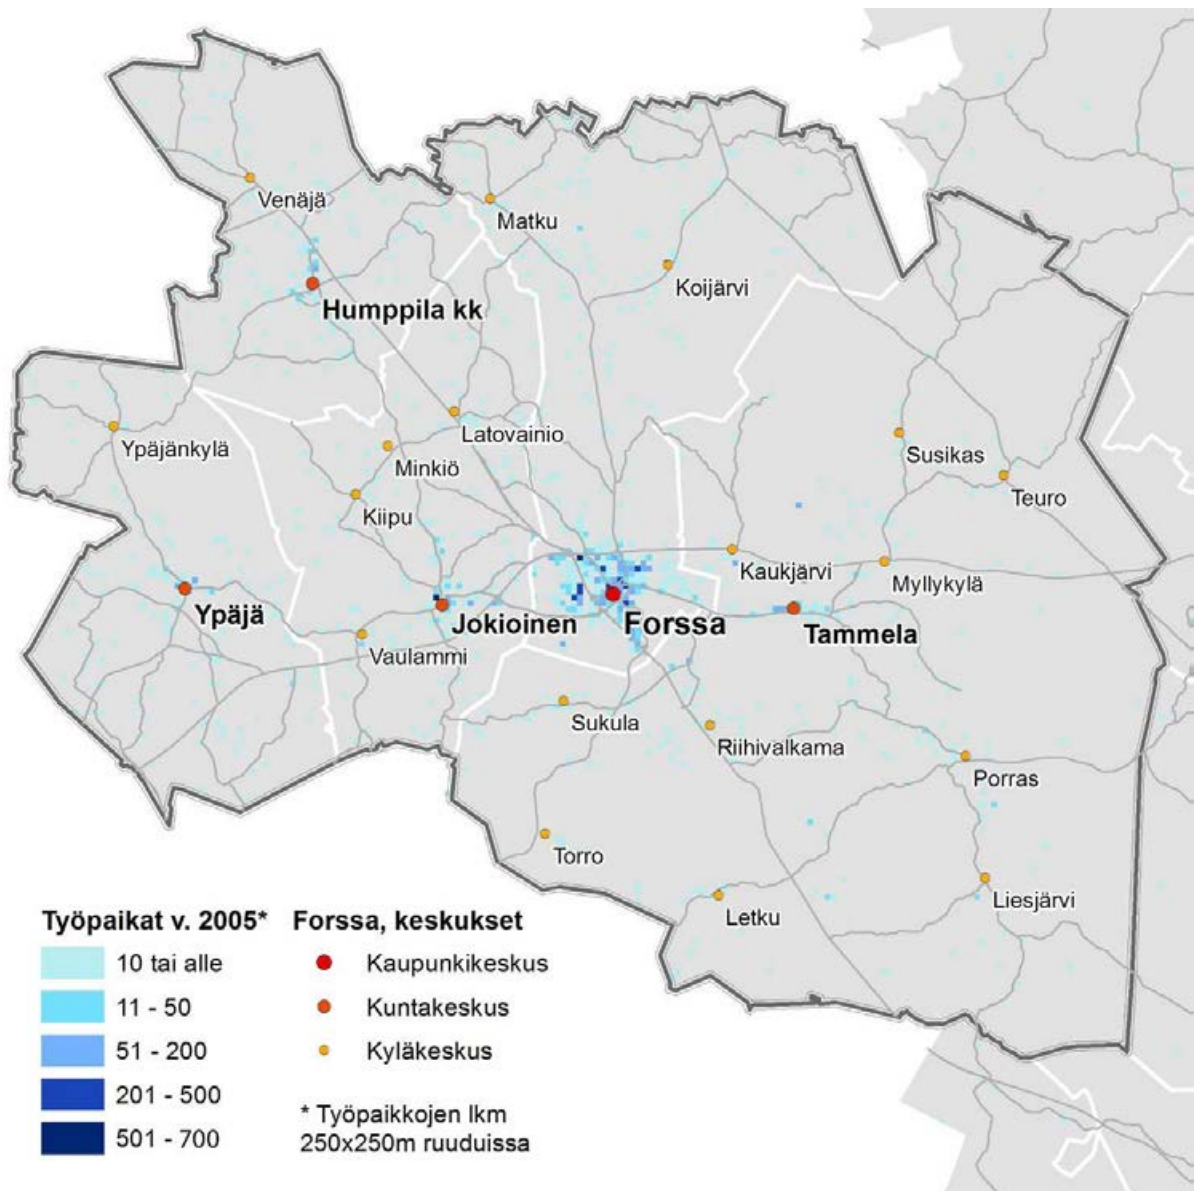 Venäjä
Matku
Koijärvi
Humppila kk
Ypäjänkylä
Latovainio
Minkiö
Susikas
Kiipu
Teuro
Kaukjärvi
Myllykylä
Ypäjä
Jokioinen
Forssa
Tammela
Vaulammi
Sukula
Riihivalkama
Porras
Torro
Liesjärvi
Letku
Työpaikat v. 2005*
10 tai alle
11 - 50
51 - 200
201 - 500
501 - 700
Forssa, keskukset
Kaupunkikeskus
Kuntakeskus
Kyläkeskus
* Työpaikkojen lkm
250x250m ruuduissa